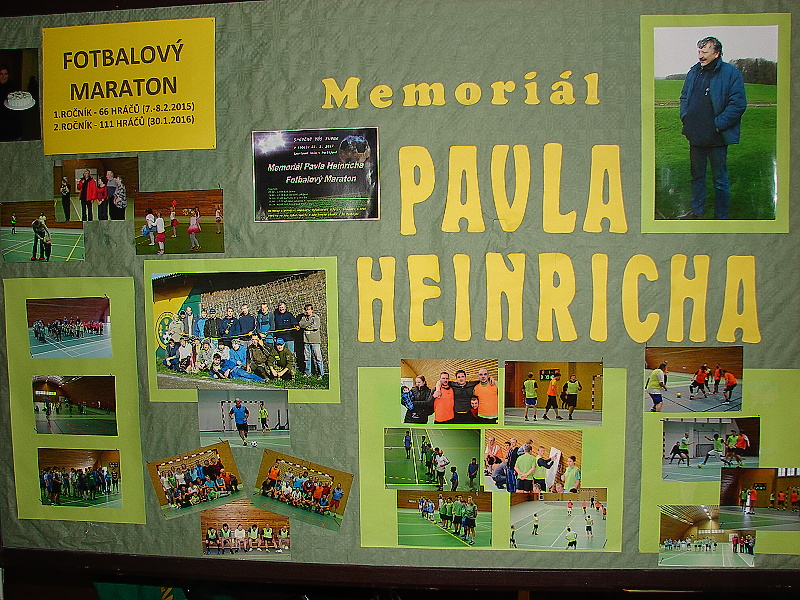 FOTBALOVÝ
MARATON
1.ROČNÍK - 66 HRÁČŮ (7.-8.2.2015)
2.ROČNÍK - 111 HRÁČŮ (30.1.2016)
Memoriál
PAVLA
HEINRICHA
Memoriál Pavla Heinricha
Fotbalový Maraton